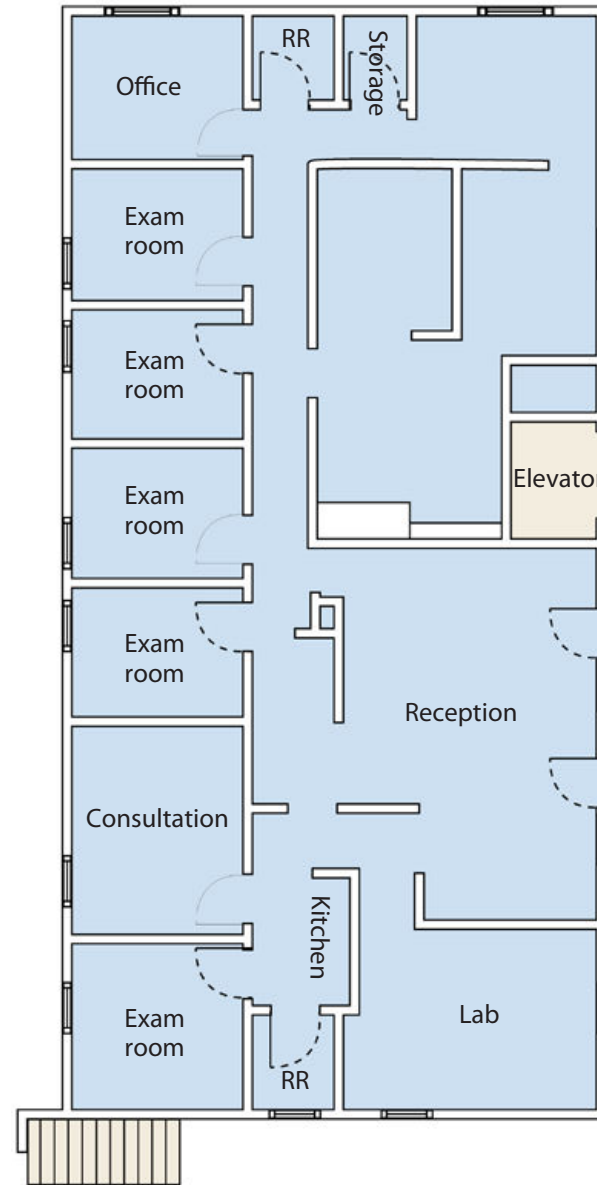 RR
Storage
Office
Exam
room
Exam
room
Elevator
Exam
room
Exam
room
Reception
Consultation
Kitchen
Exam
room
Lab
RR